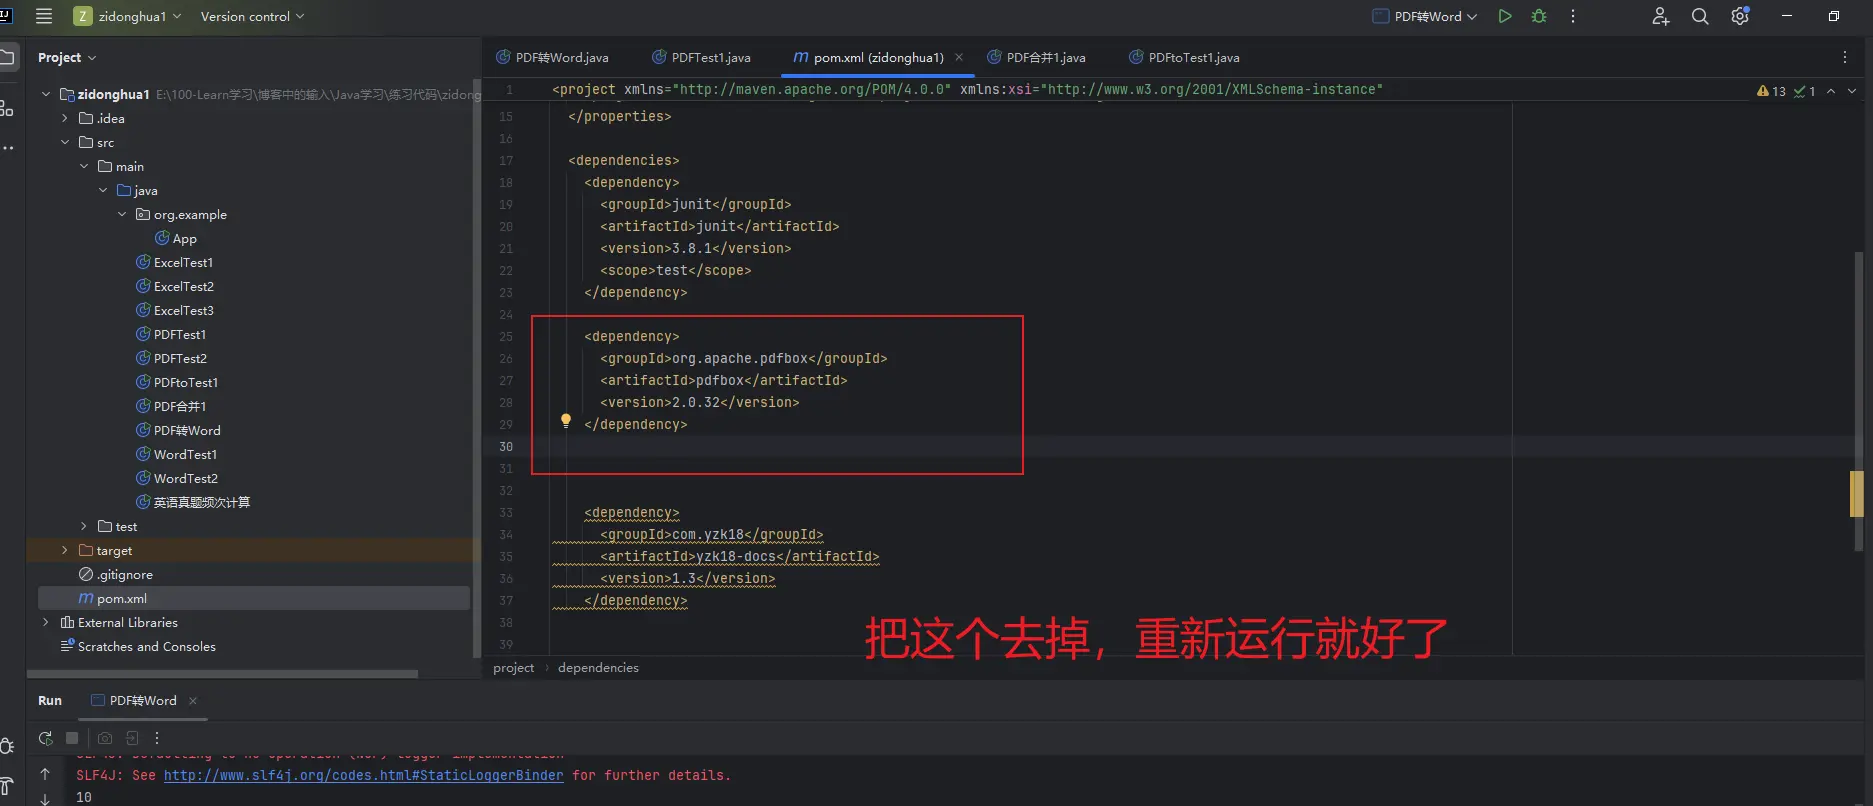 Z zidonghua1 Version control PDF转Word
Project
PDF转Word.java PDFTest1.java pom.xml (zidonghua1) PDF合并1.java PDFtoTest1.java
zidonghua1 E:\100-Learn学习\博客中的输入\Java学习\练习代码\zidong
.idea
src
main
java
org.example
App
ExcelTest1
ExcelTest2
ExcelTest3
PDFTest1
PDFTest2
PDFtoTest1
PDF合并1
PDF转Word
WordTest1
WordTest2
英语真题频次计算
test
target
.gitignore
pom.xml
External Libraries
Scratches and Consoles
1 <project xmlns="http://maven.apache.org/POM/4.0.0" xmlns:xsi="http://www.w3.org/2001/XMLSchema-instance"
13 1
15 </properties>
16
17 <dependencies>
18 <dependency>
19 <groupId>junit</groupId>
20 <artifactId>junit</artifactId>
21 <version>3.8.1</version>
22 <scope>test</scope>
23 </dependency>
24
25 <dependency>
26 <groupId>org.apache.pdfbox</groupId>
27 <artifactId>pdfbox</artifactId>
28 <version>2.0.32</version>
29 </dependency>
30
31
32
33 <dependency>
34 <groupId>com.yzk18</groupId>
35 <artifactId>yzk18-docs</artifactId>
36 <version>1.3</version>
37 </dependency>
38
39
把这个去掉，重新运行就好了
project dependencies
Run PDF转Word
SLF4J: Defaulting to no-operation (NOP) logger implementation
SLF4J: See http://www.slf4j.org/codes.html#StaticLoggerBinder for further details.
10